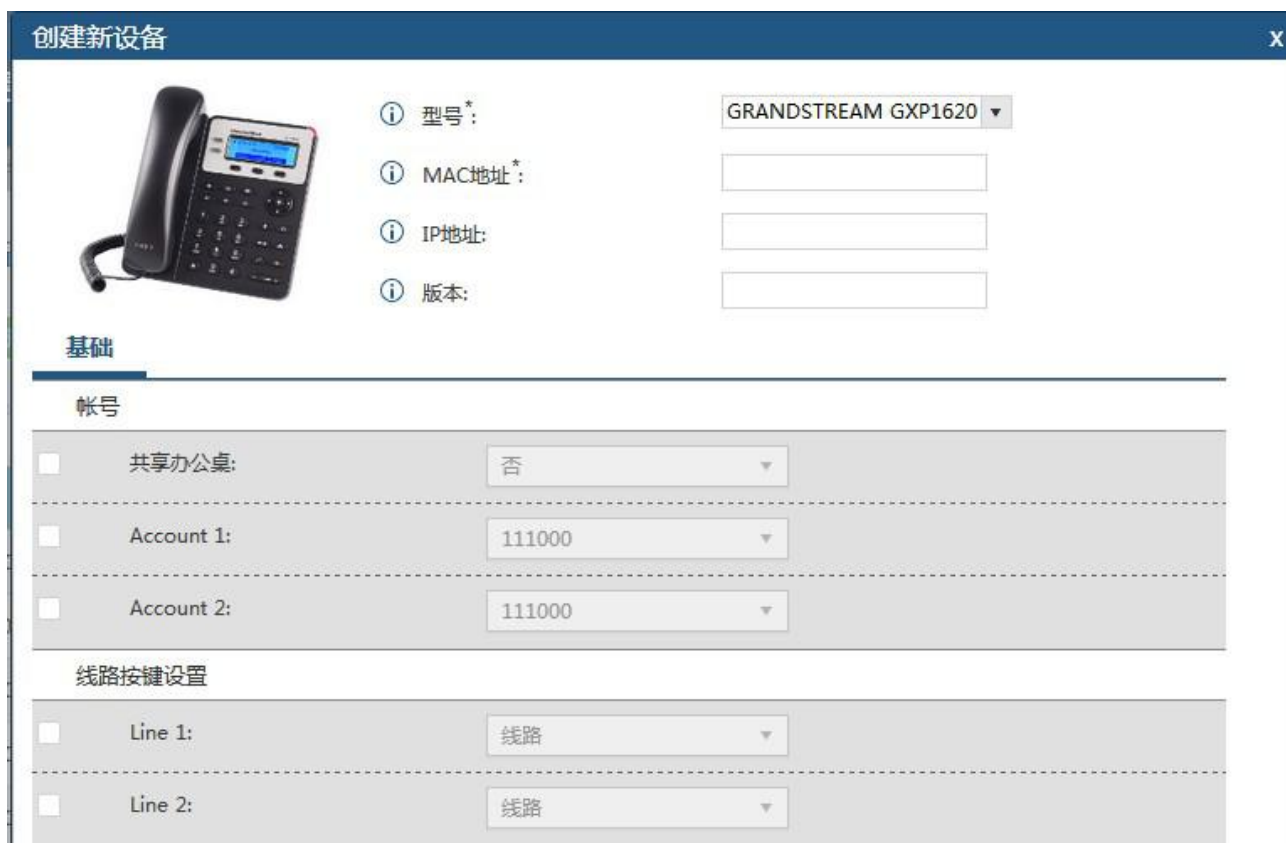 创建新设备 X
型号*: GRANDSTREAM GXP1620
MAC地址*:
IP地址:
版本:
基础
帐号
共享办公桌: 否
Account 1: 111000
Account 2: 111000
线路按键设置
Line 1: 线路
Line 2: 线路